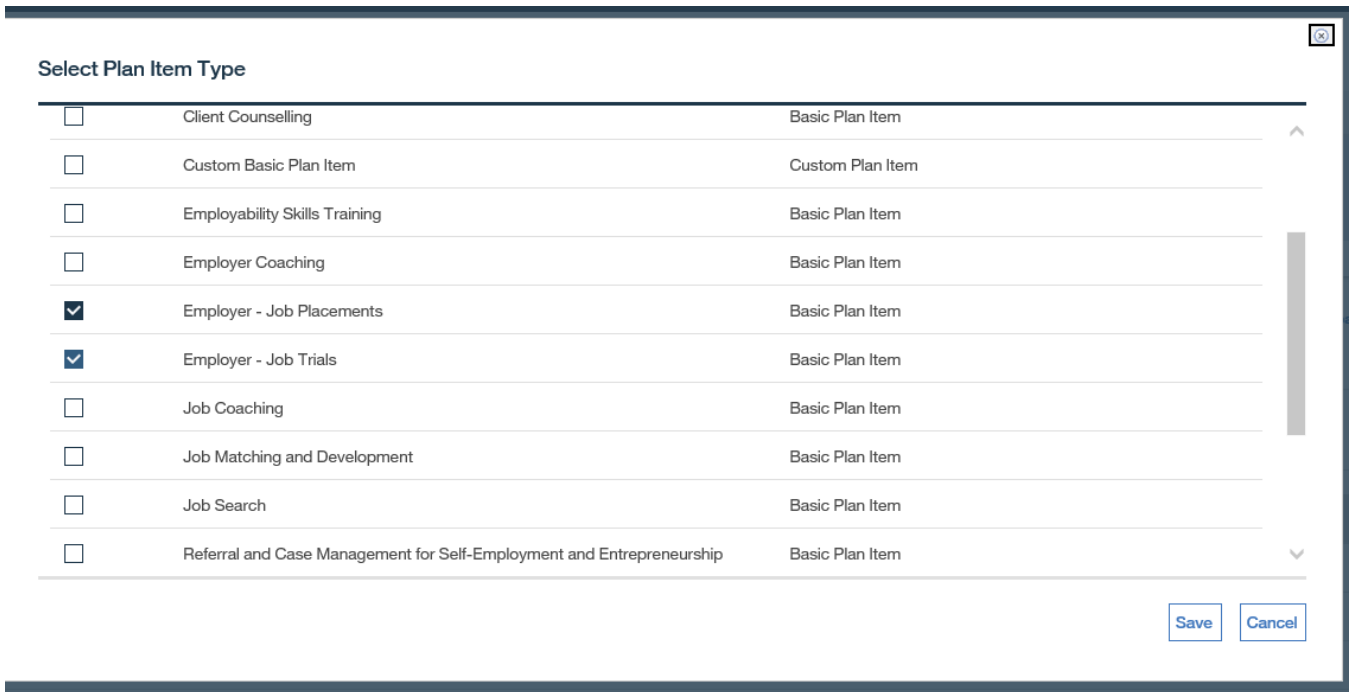 Select Plan Item Type
Client Counselling Basic Plan Item
Custom Basic Plan Item Custom Plan Item
Employability Skills Training Basic Plan Item
Employer Coaching Basic Plan Item
Employer - Job Placements Basic Plan Item
Employer - Job Trials Basic Plan Item
Job Coaching Basic Plan Item
Job Matching and Development Basic Plan Item
Job Search Basic Plan Item
Referral and Case Management for Self-Employment and Entrepreneurship Basic Plan Item
Save Cancel